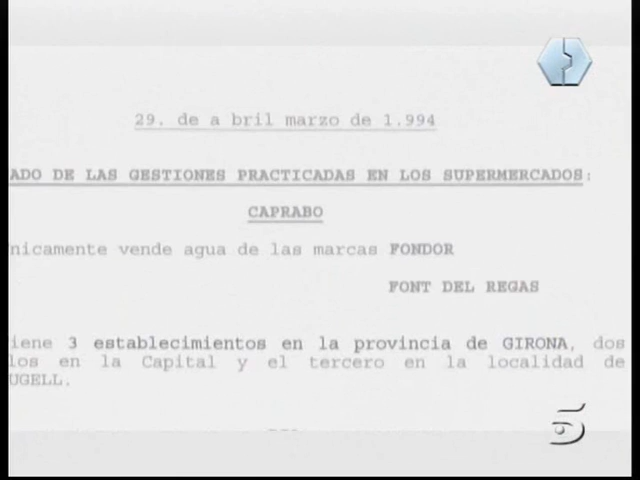 29. de a bril marzo de 1.994
ADO DE LAS GESTIONES PRACTICADAS EN LOS SUPERMERCADOS:
CAPRABO
nicamente vende agua de las marcas FONDOR
FONT DEL REGAS
iene 3 establecimientos en la provincia de GIRONA, dos
los en la Capital y el tercero en la localidad de
UGELL.